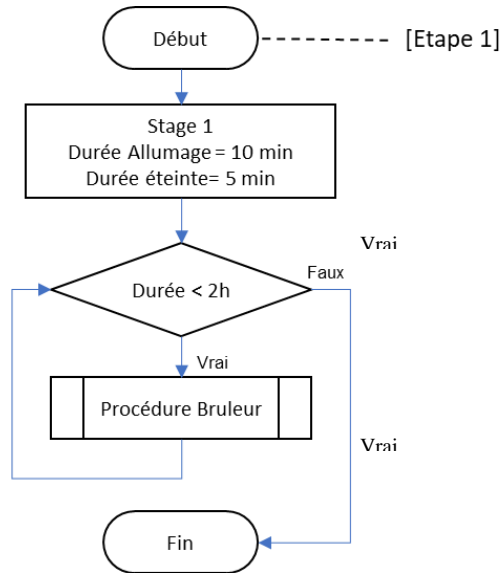 Début
[Etape 1]
Stage 1
Durée Allumage = 10 min
Durée éteinte= 5 min
Vrai
Faux
Durée < 2h
Vrai
Procédure Bruleur
Vrai
Fin